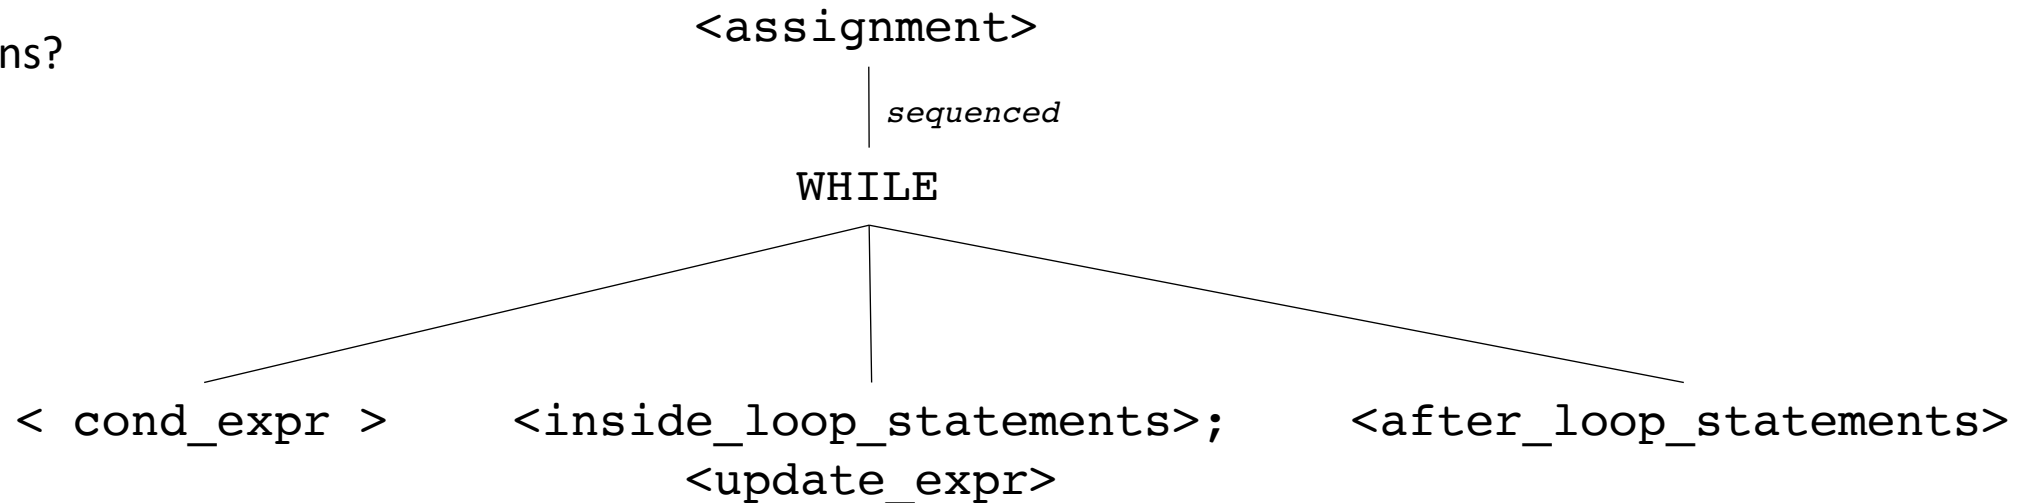 ns?
<assignment>
sequenced
WHILE
< cond_expr > <inside_loop_statements>; <after_loop_statements>
<update_expr>